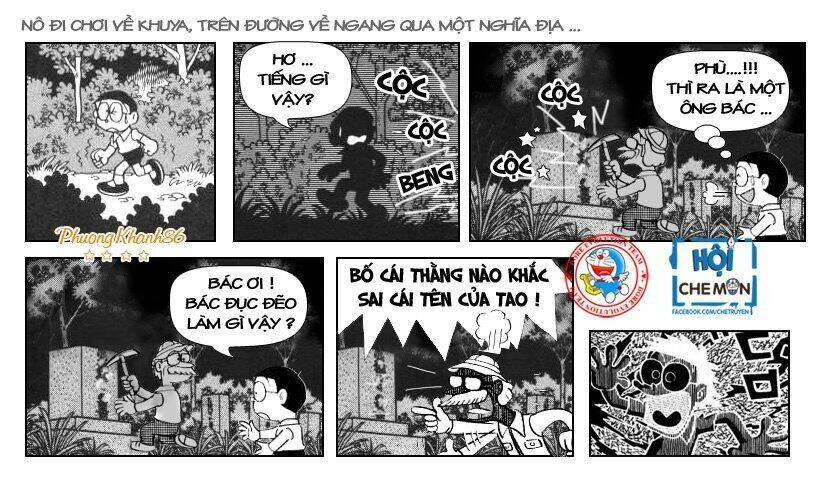 NÔ ĐI CHƠI VỀ KHUYA, TRÊN ĐƯỜNG VỀ NGANG QUA MỘT NGHĨA ĐỊA ...
HƠ ...
TIẾNG GÌ
VẬY?
CỘC
CỘC
BENG
CỘC
CỘC
PHÙ....!!!
THÌ RA LÀ MỘT
ÔNG BÁC ...
PhuongKhanh86
BÁC ƠI !
BÁC ĐỤC ĐẼO
LÀM GÌ VẬY ?
BỐ CÁI THẰNG NÀO KHẮC
SAI CÁI TÊN CỦA TAO !
HỘI
CHE MON
FACEBOOK.COM/CHETRUYEN